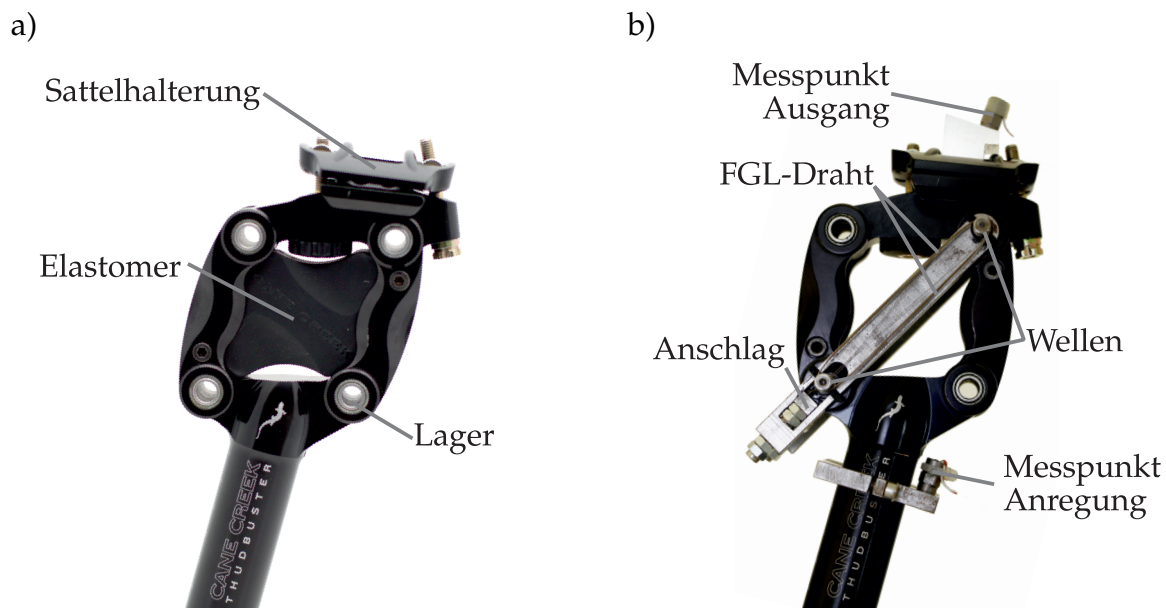 a)
Sattelhalterung
Elastomer
Lager
CANE CREEK
THUDBUSTER
b)
Messpunkt
Ausgang
FGL-Draht
Anschlag
Wellen
Messpunkt
Anregung
CANE CREEK
THUDBUSTER